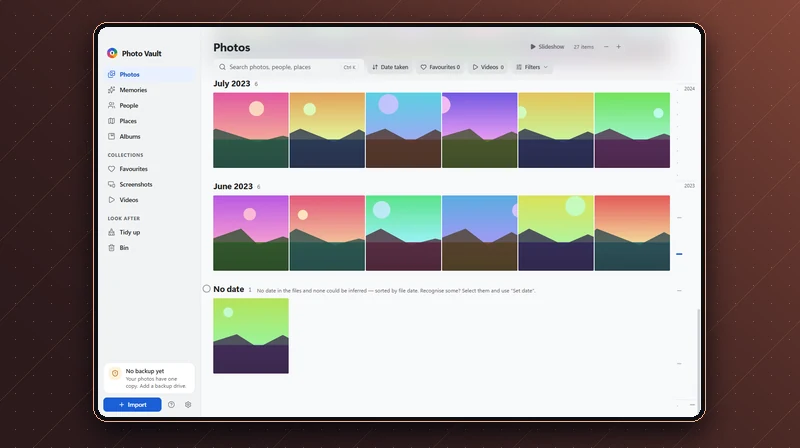 Photo Vault
Photos
Memories
People
Places
Albums
COLLECTIONS
Favourites
Screenshots
Videos
LOOK AFTER
Tidy up
Bin
No backup yet
Your photos have one
copy. Add a backup drive.
+ Import
Photos
Slideshow
27 items
Search photos, people, places
Ctrl K
Date taken
Favourites 0
Videos 0
Filters
July 2023 6
2024
June 2023 6
2023
No date 1 No date in the files and none could be inferred — sorted by file date. Recognise some? Select them and use "Set date".